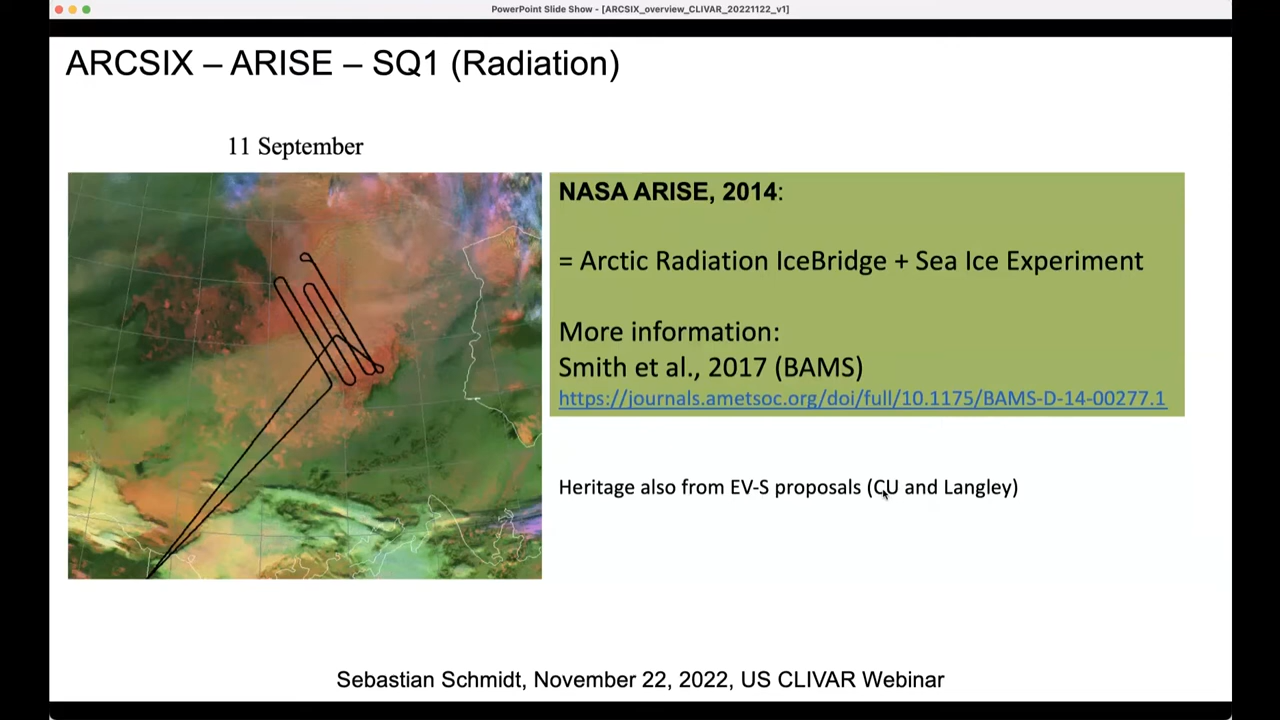 PowerPoint Slide Show - [ARCSIX_overview_CLIVAR_20221122_v1]
ARCSIX – ARISE – SQ1 (Radiation)
11 September
NASA ARISE, 2014:
= Arctic Radiation IceBridge + Sea Ice Experiment
More information:
Smith et al., 2017 (BAMS)
https://journals.ametsoc.org/doi/full/10.1175/BAMS-D-14-00277.1
Heritage also from EV-S proposals (CU and Langley)
Sebastian Schmidt, November 22, 2022, US CLIVAR Webinar